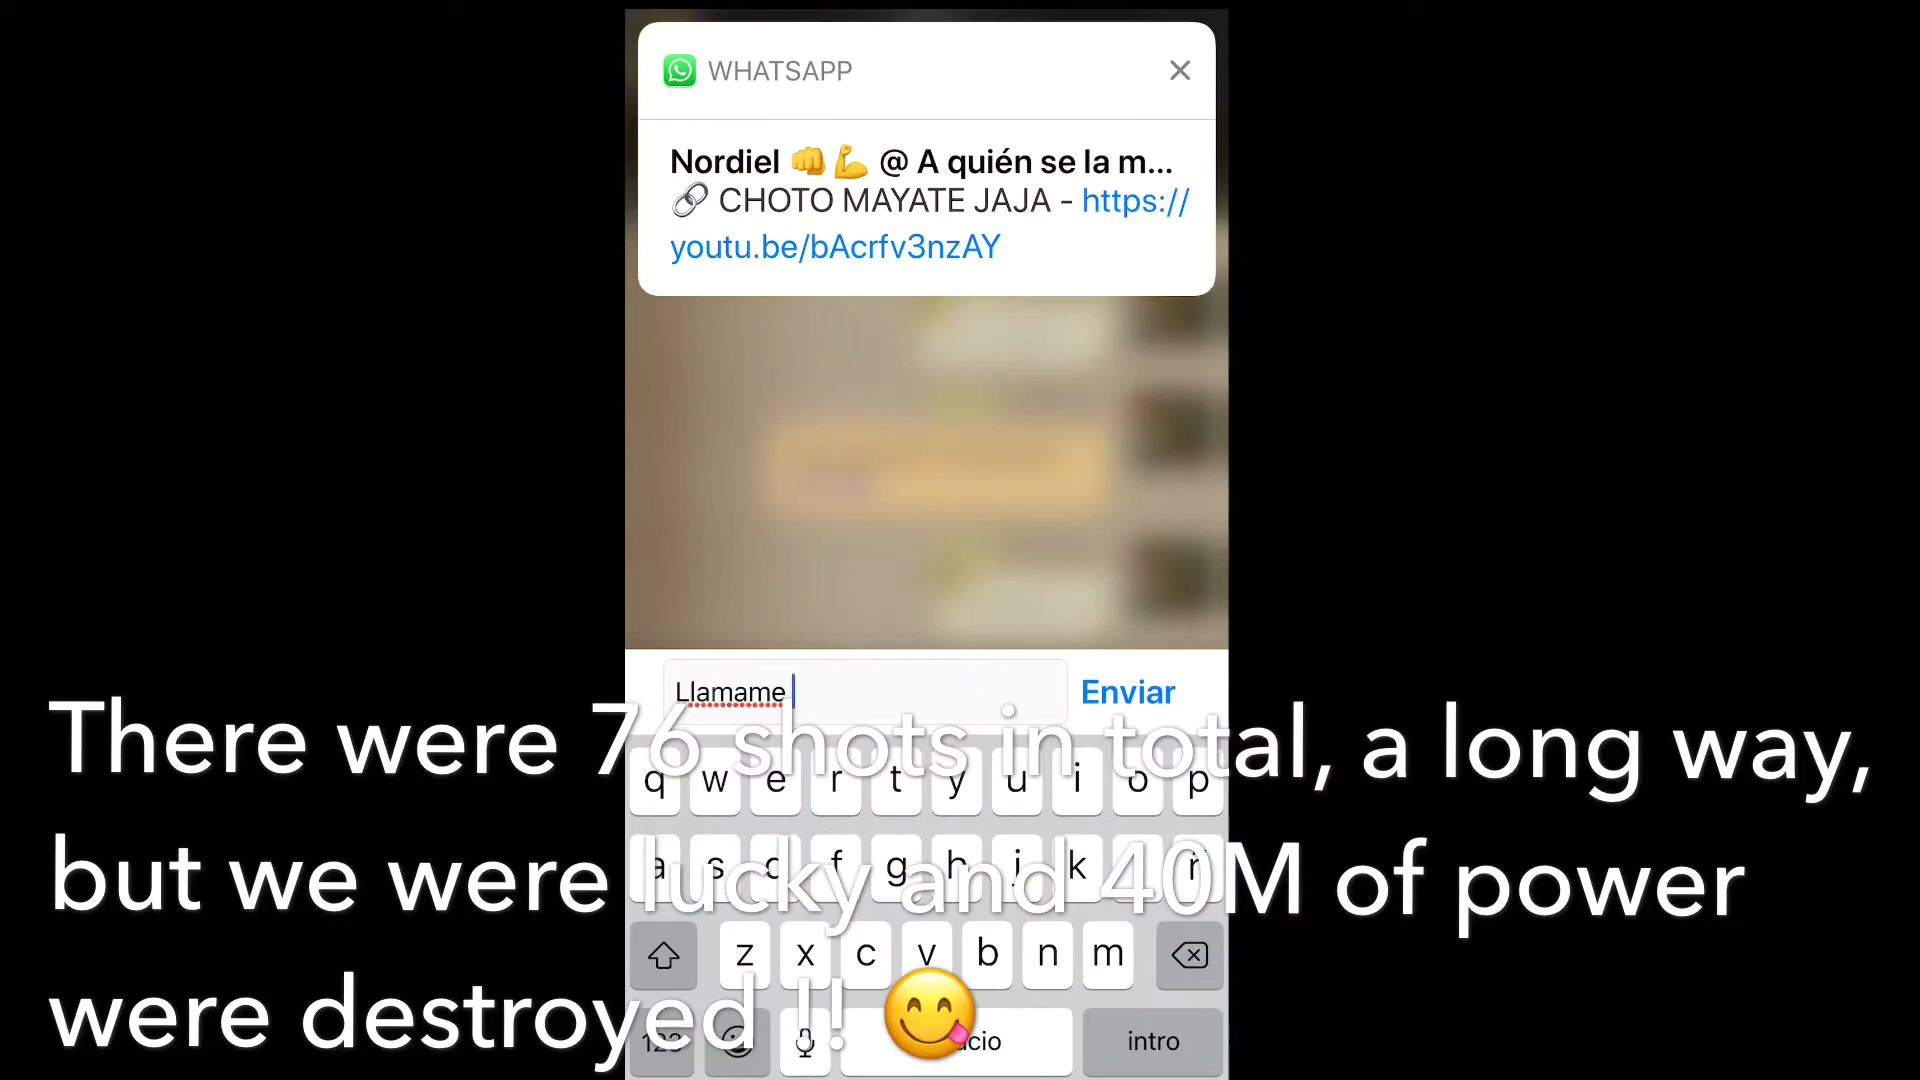 WHATSAPP
Nordiel 👊💪 @ A quién se la m...
🔗 CHOTO MAYATE JAJA - https://
youtu.be/bAcrfv3nzAY
Llamame
Enviar
There were 76 shots in total, a long way,
but we were lucky and 40M of power
were destroyed !! 😋
q w e r t y u i o p
a s d f g h j k ñ
z x c v b n m
123
intro